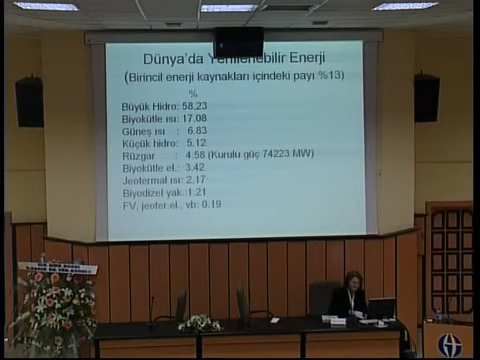 Dünya'da Yenilenebilir Enerji
(Birincil enerji kaynakları içindeki payı %13)
%
Büyük Hidro: 58.23
Biyokütle ısı: 17.08
Güneş ısı : 6.83
Küçük hidro: 5.12
Rüzgar : 4.58 (Kurulu güç 74223 MW)
Biyokütle el.: 3.42
Jeotermal ısı: 2.17
Biyodizel yak.:1.21
FV, jeoter.el., vb: 0.19